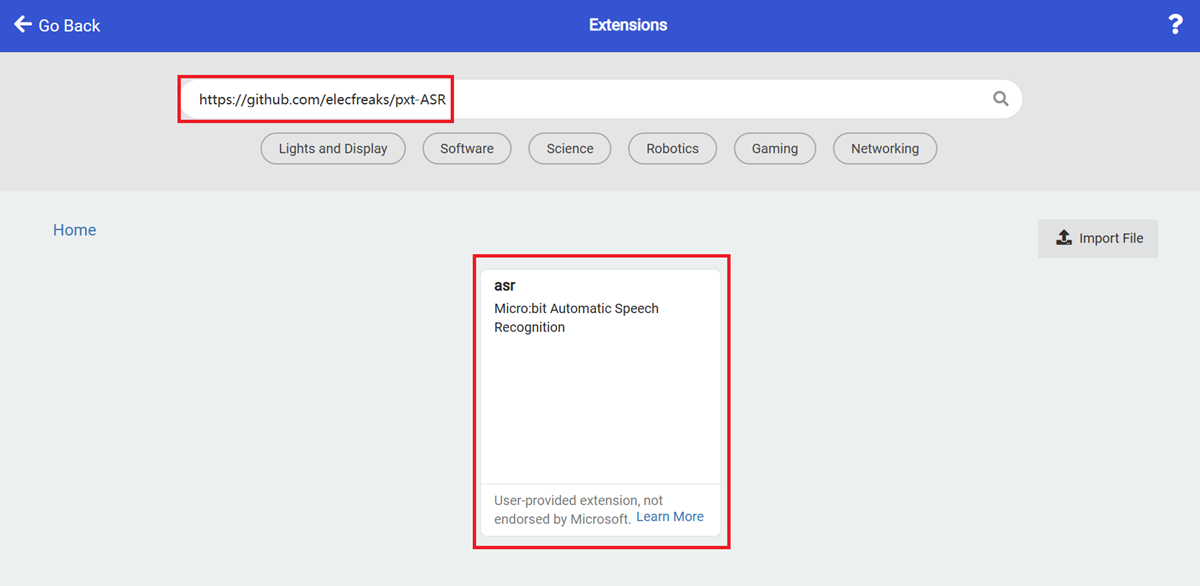 Go Back
Extensions
?
https://github.com/elecfreaks/pxt-ASR
Lights and Display
Software
Science
Robotics
Gaming
Networking
Home
Import File
asr
Micro:bit Automatic Speech
Recognition
User-provided extension, not
endorsed by Microsoft. Learn More